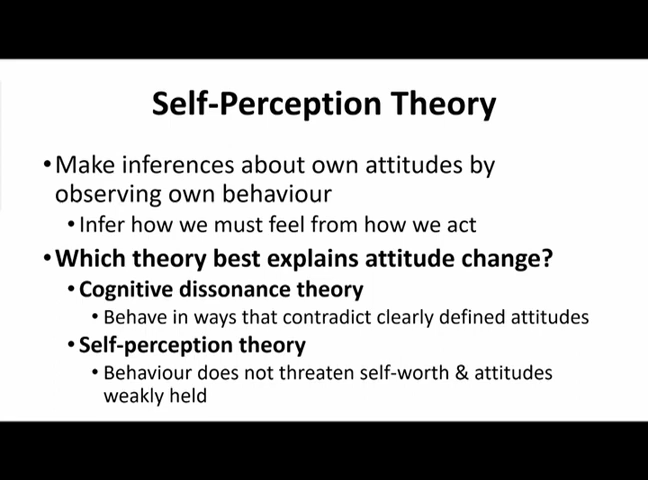 Self-Perception Theory
•Make inferences about own attitudes by
observing own behaviour
•Infer how we must feel from how we act
•Which theory best explains attitude change?
•Cognitive dissonance theory
•Behave in ways that contradict clearly defined attitudes
•Self-perception theory
•Behaviour does not threaten self-worth & attitudes
weakly held